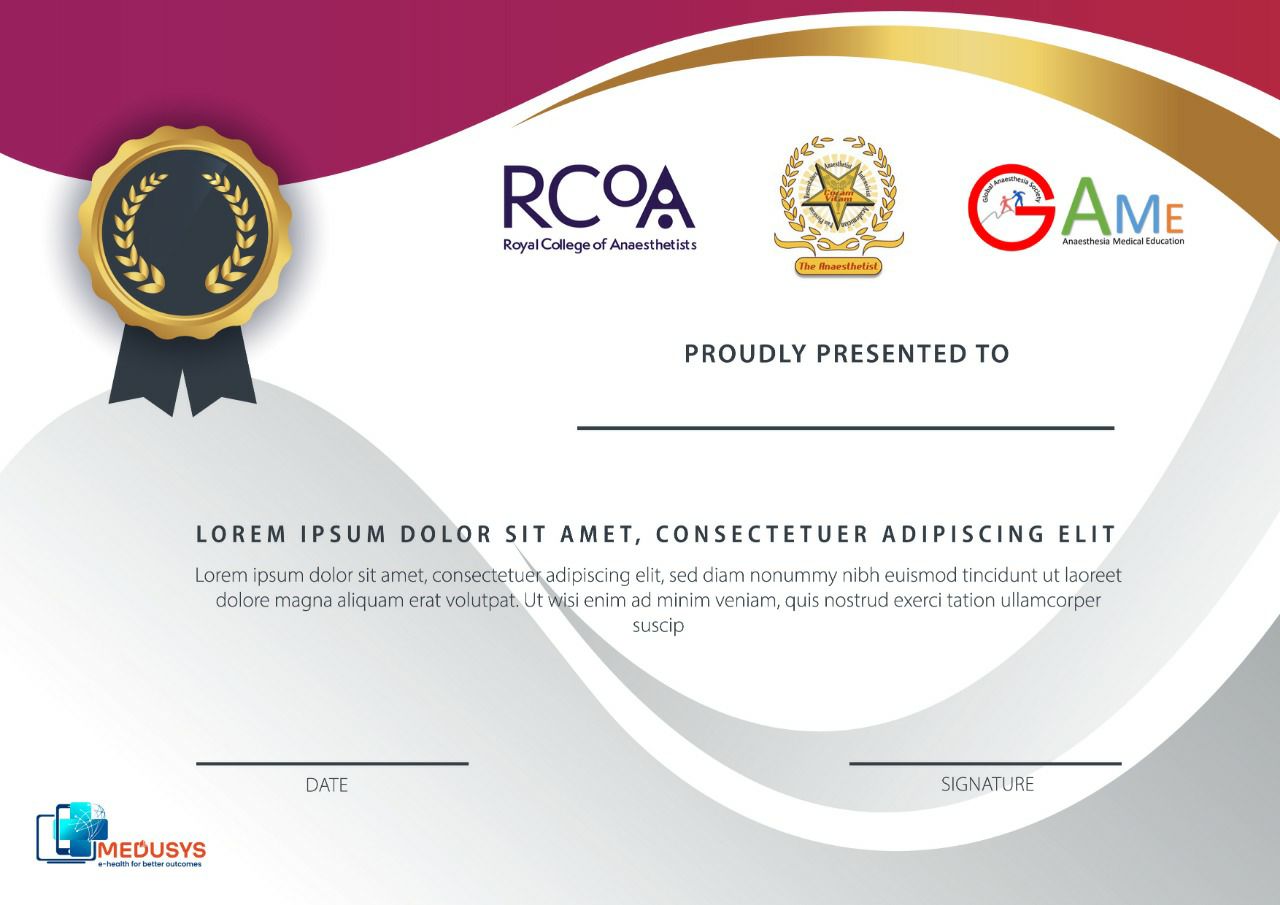 RCoA
Royal College of Anaesthetists
Anaesthetist
Coram
Vitam
The Anaesthetist
Global Anaesthesia Society
GAME
Anaesthesia Medical Education
PROUDLY PRESENTED TO
LOREM IPSUM DOLOR SIT AMET, CONSECTETUER ADIPISCING ELIT
Lorem ipsum dolor sit amet, consectetuer adipiscing elit, sed diam nonummy nibh euismod tincidunt ut laoreet
dolore magna aliquam erat volutpat. Ut wisi enim ad minim veniam, quis nostrud exerci tation ullamcorper
suscip
DATE
SIGNATURE
MEDUSYS
e-health for better outcomes